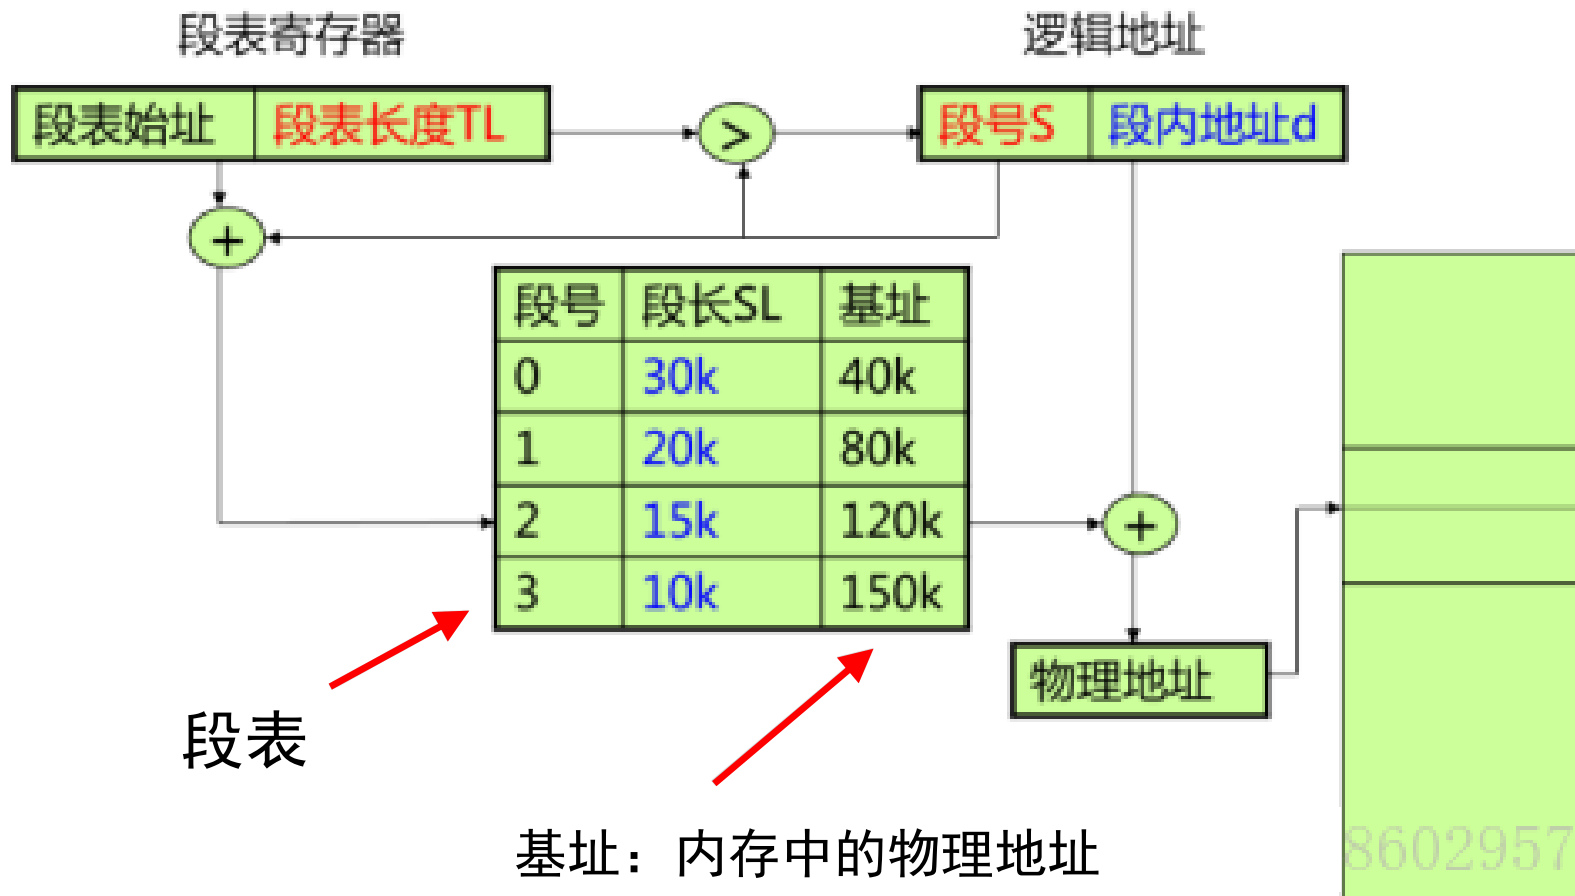 段表寄存器 逻辑地址
段表始址 段表长度TL > 段号S 段内地址d
+
段号 段长SL 基址
0 30k 40k
1 20k 80k
2 15k 120k
+
3 10k 150k
物理地址
段表
基址：内存中的物理地址
8602957